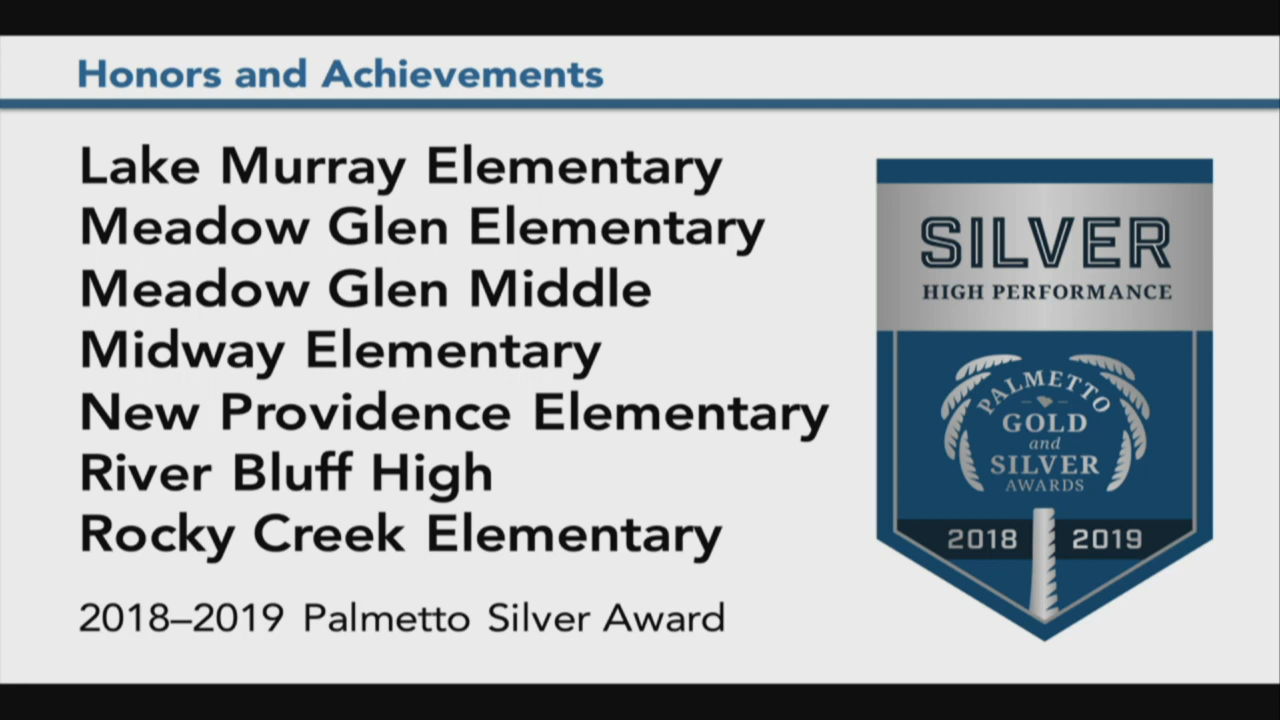 Honors and Achievements
Lake Murray Elementary
Meadow Glen Elementary
Meadow Glen Middle
Midway Elementary
New Providence Elementary
River Bluff High
Rocky Creek Elementary
2018–2019 Palmetto Silver Award
SILVER
HIGH PERFORMANCE
PALMETTO
GOLD
and
SILVER
AWARDS
2018 2019